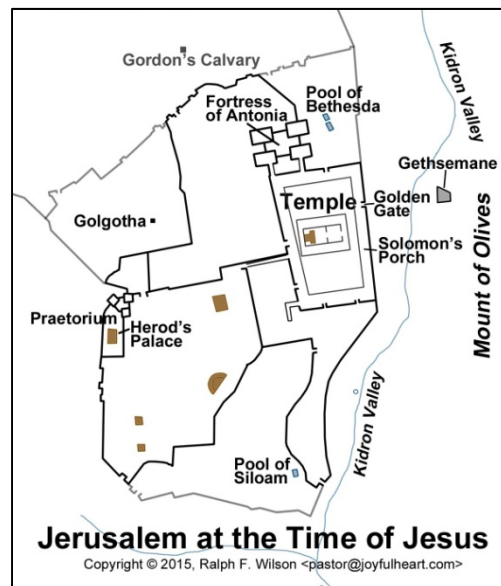 Gordon's Calvary
Kidron Valley
Fortress
of Antonia
Pool of
Bethesda
Gethsemane
Golgotha
Temple
Golden
Gate
Solomon's
Porch
Mount of Olives
Praetorium
Herod's
Palace
Kidron Valley
Pool of
Siloam
Jerusalem at the Time of Jesus
Copyright © 2015, Ralph F. Wilson <pastor@joyfulheart.com>